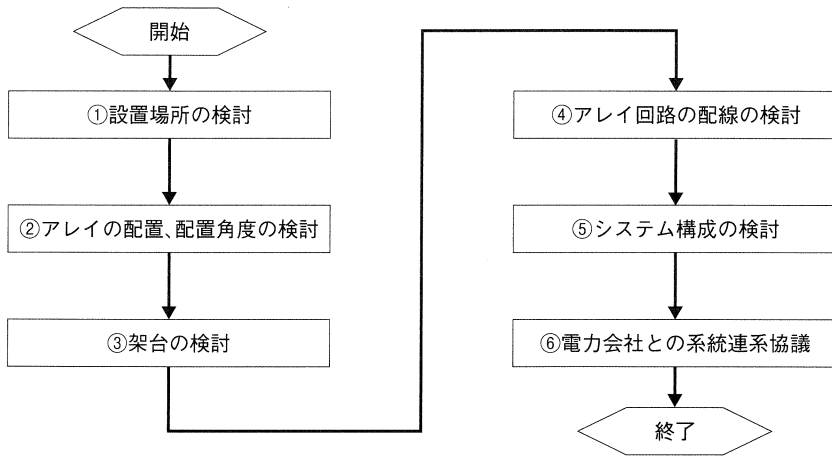 開始
①設置場所の検討
②アレイの配置、配置角度の検討
③架台の検討
④アレイ回路の配線の検討
⑤システム構成の検討
⑥電力会社との系統連系協議
終了